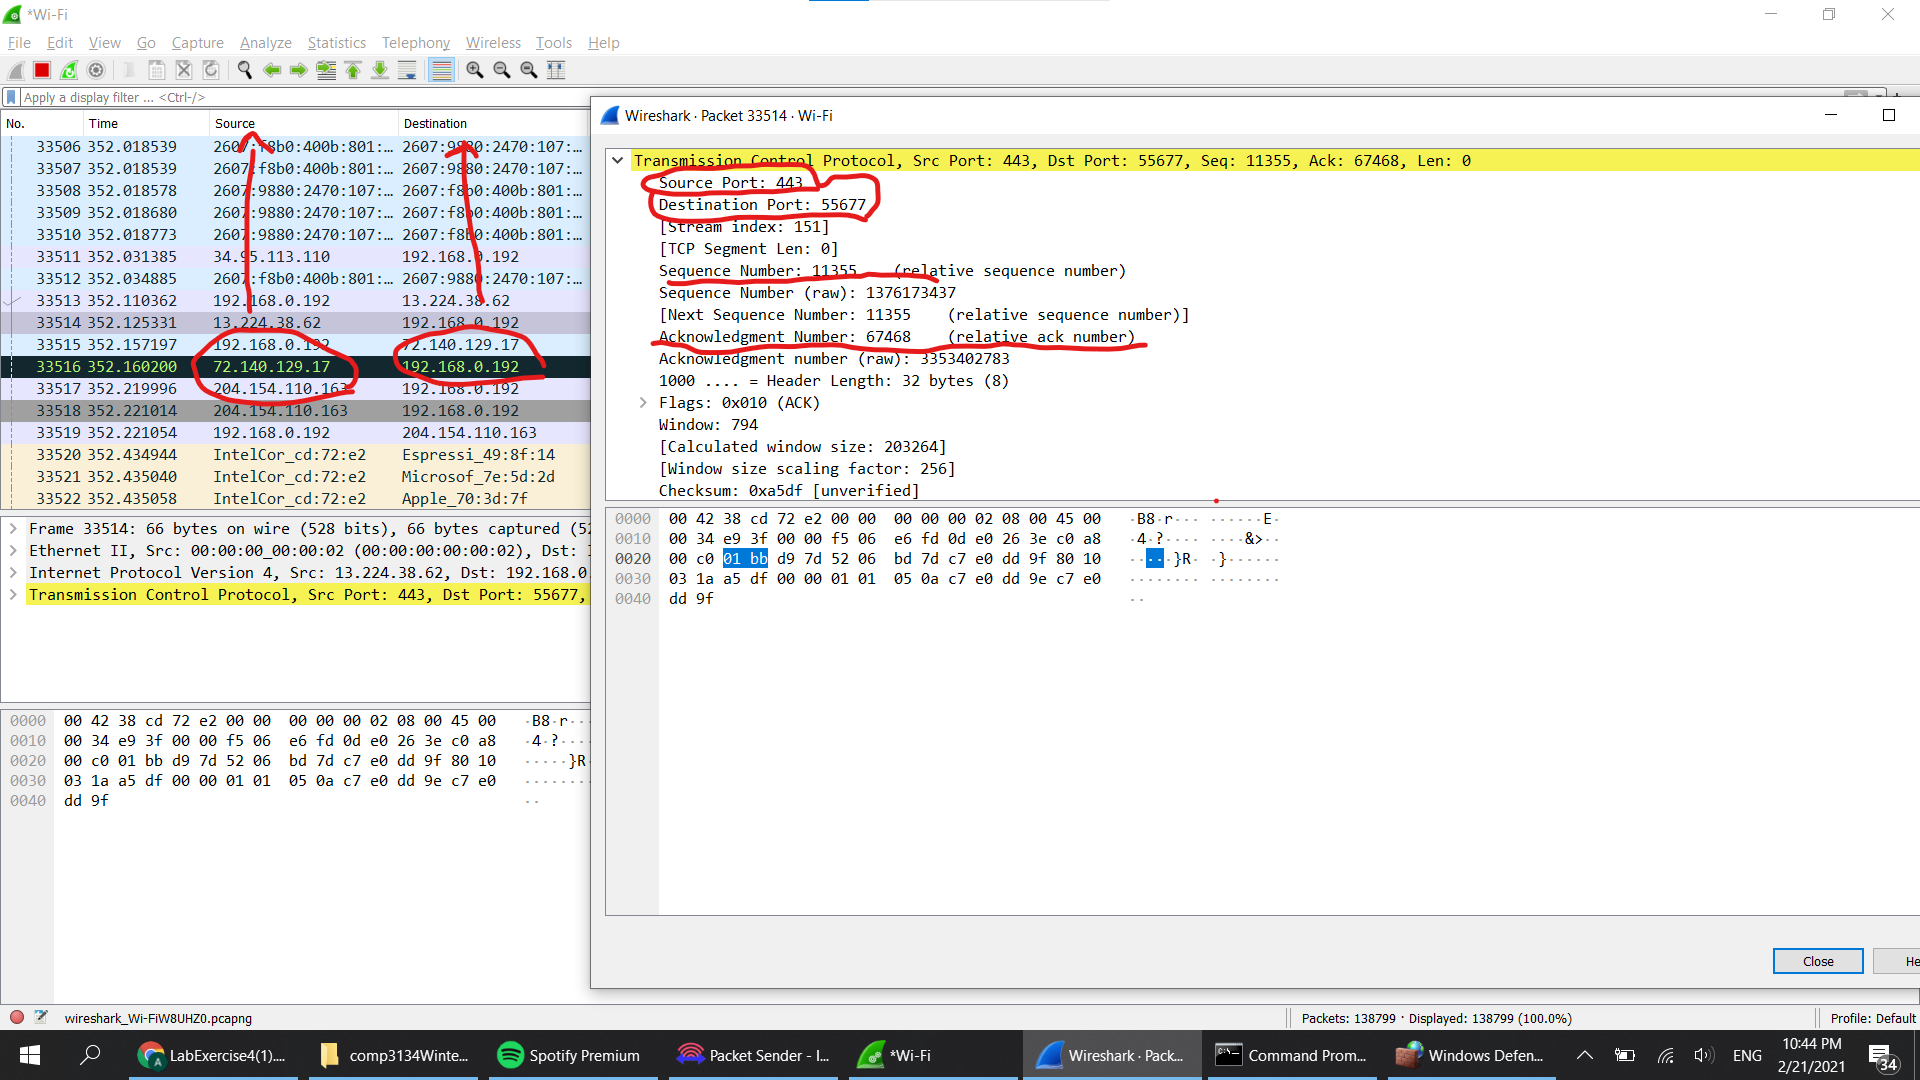 *Wi-Fi
File Edit View Go Capture Analyze Statistics Telephony Wireless Tools Help
Apply a display filter ... <Ctrl-/>
No. Time Source Destination
33506 352.018539 2607:f8b0:400b:801:... 2607:9880:2470:107:...
33507 352.018539 2607:f8b0:400b:801:... 2607:9880:2470:107:...
33508 352.018578 2607:9880:2470:107:... 2607:f8b0:400b:801:...
33509 352.018680 2607:9880:2470:107:... 2607:f8b0:400b:801:...
33510 352.018773 2607:9880:2470:107:... 2607:f8b0:400b:801:...
33511 352.031385 34.95.113.110 192.168.0.192
33512 352.034885 2607:f8b0:400b:801:... 2607:9880:2470:107:...
33513 352.110362 192.168.0.192 13.224.38.62
33514 352.125331 13.224.38.62 192.168.0.192
33515 352.157197 192.168.0.192 72.140.129.17
33516 352.160200 72.140.129.17 192.168.0.192
33517 352.219996 204.154.110.163 192.168.0.192
33518 352.221014 204.154.110.163 192.168.0.192
33519 352.221054 192.168.0.192 204.154.110.163
33520 352.434944 IntelCor_cd:72:e2 Espressi_49:8f:14
33521 352.435040 IntelCor_cd:72:e2 Microsof_7e:5d:2d
33522 352.435058 IntelCor_cd:72:e2 Apple_70:3d:7f
Frame 33514: 66 bytes on wire (528 bits), 66 bytes captured (52
Ethernet II, Src: 00:00:00_00:00:02 (00:00:00:00:00:02), Dst: I
Internet Protocol Version 4, Src: 13.224.38.62, Dst: 192.168.0.
Transmission Control Protocol, Src Port: 443, Dst Port: 55677,
0000 00 42 38 cd 72 e2 00 00 00 00 00 02 08 00 45 00 ·B8·r···
0010 00 34 e9 3f 00 00 f5 06 e6 fd 0d e0 26 3e c0 a8 ·4·?····
0020 00 c0 01 bb d9 7d 52 06 bd 7d c7 e0 dd 9f 80 10 ·····}R
0030 03 1a a5 df 00 00 01 01 05 0a c7 e0 dd 9e c7 e0 ········
0040 dd 9f ··
Wireshark · Packet 33514 · Wi-Fi
Transmission Control Protocol, Src Port: 443, Dst Port: 55677, Seq: 11355, Ack: 67468, Len: 0
Source Port: 443
Destination Port: 55677
[Stream index: 151]
[TCP Segment Len: 0]
Sequence Number: 11355 (relative sequence number)
Sequence Number (raw): 1376173437
[Next Sequence Number: 11355 (relative sequence number)]
Acknowledgment Number: 67468 (relative ack number)
Acknowledgment number (raw): 3353402783
1000 .... = Header Length: 32 bytes (8)
Flags: 0x010 (ACK)
Window: 794
[Calculated window size: 203264]
[Window size scaling factor: 256]
Checksum: 0xa5df [unverified]
0000 00 42 38 cd 72 e2 00 00 00 00 00 02 08 00 45 00 ·B8·r··· ······E·
0010 00 34 e9 3f 00 00 f5 06 e6 fd 0d e0 26 3e c0 a8 ·4·?···· ····&>··
0020 00 c0 01 bb d9 7d 52 06 bd 7d c7 e0 dd 9f 80 10 ·····}R· ·}······
0030 03 1a a5 df 00 00 01 01 05 0a c7 e0 dd 9e c7 e0 ········ ········
0040 dd 9f ··
Close He
wireshark_Wi-FiW8UHZ0.pcapng Packets: 138799 · Displayed: 138799 (100.0%) Profile: Default
LabExercise4(1).... comp3134Winte... Spotify Premium Packet Sender - I... *Wi-Fi Wireshark · Pack... Command Prom... Windows Defen... ENG 10:44 PM
2/21/2021 34